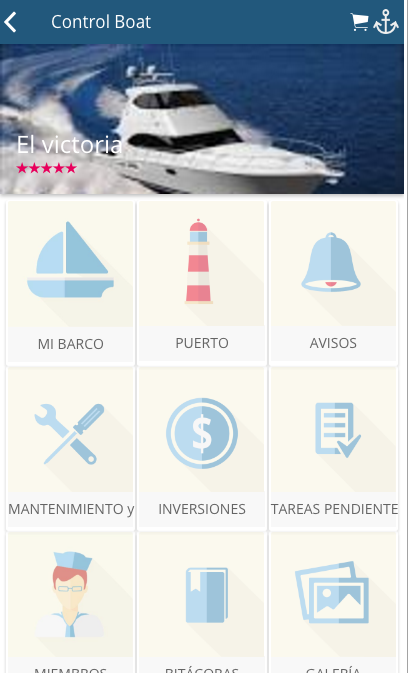 Control Boat
El victoria
MI BARCO
PUERTO
AVISOS
MANTENIMIENTO y
INVERSIONES
TAREAS PENDIENTE
$
MIEMBROS
BITÁCORAS
GALERÍA